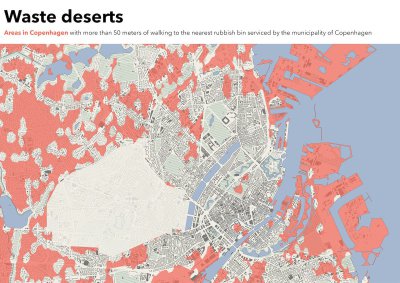 Waste deserts
Areas in Copenhagen with more than 50 meters of walking to the nearest rubbish bin serviced by the municipality of Copenhagen